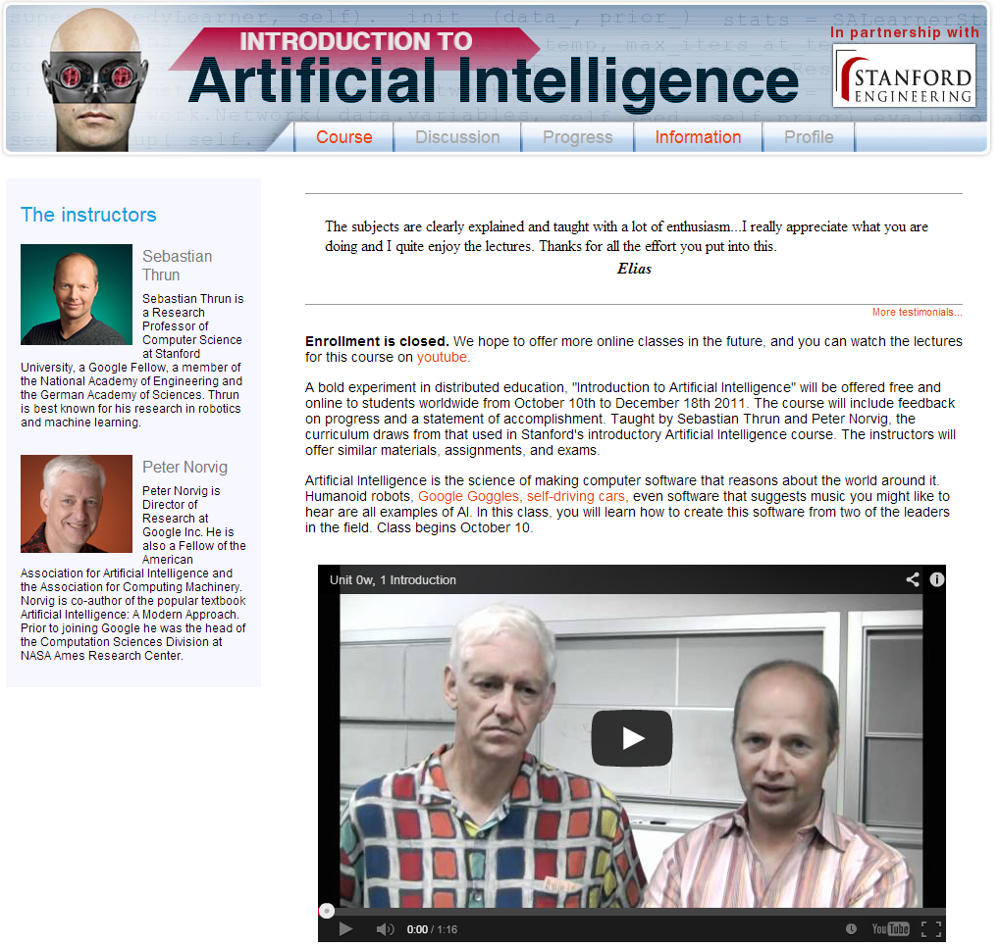 INTRODUCTION TO
Artificial Intelligence
In partnership with
STANFORD
ENGINEERING
Course
Discussion
Progress
Information
Profile
The instructors
Sebastian
Thrun
Sebastian Thrun is
a Research
Professor of
Computer Science
at Stanford
University, a Google Fellow, a member of
the National Academy of Engineering and
the German Academy of Sciences. Thrun
is best known for his research in robotics
and machine learning.
Peter Norvig
Peter Norvig is
Director of
Research at
Google Inc. He is
also a Fellow of the
American
Association for Artificial Intelligence and
the Association for Computing Machinery.
Norvig is co-author of the popular textbook
Artificial Intelligence: A Modern Approach.
Prior to joining Google he was the head of
the Computation Sciences Division at
NASA Ames Research Center.
The subjects are clearly explained and taught with a lot of enthusiasm...I really appreciate what you are
doing and I quite enjoy the lectures. Thanks for all the effort you put into this.
Elias
More testimonials...
Enrollment is closed. We hope to offer more online classes in the future, and you can watch the lectures
for this course on youtube.
A bold experiment in distributed education, "Introduction to Artificial Intelligence" will be offered free and
online to students worldwide from October 10th to December 18th 2011. The course will include feedback
on progress and a statement of accomplishment. Taught by Sebastian Thrun and Peter Norvig, the
curriculum draws from that used in Stanford's introductory Artificial Intelligence course. The instructors will
offer similar materials, assignments, and exams.
Artificial Intelligence is the science of making computer software that reasons about the world around it.
Humanoid robots, Google Goggles, self-driving cars, even software that suggests music you might like to
hear are all examples of AI. In this class, you will learn how to create this software from two of the leaders
in the field. Class begins October 10.
Unit 0w, 1 Introduction
0:00 / 1:16
YouTube